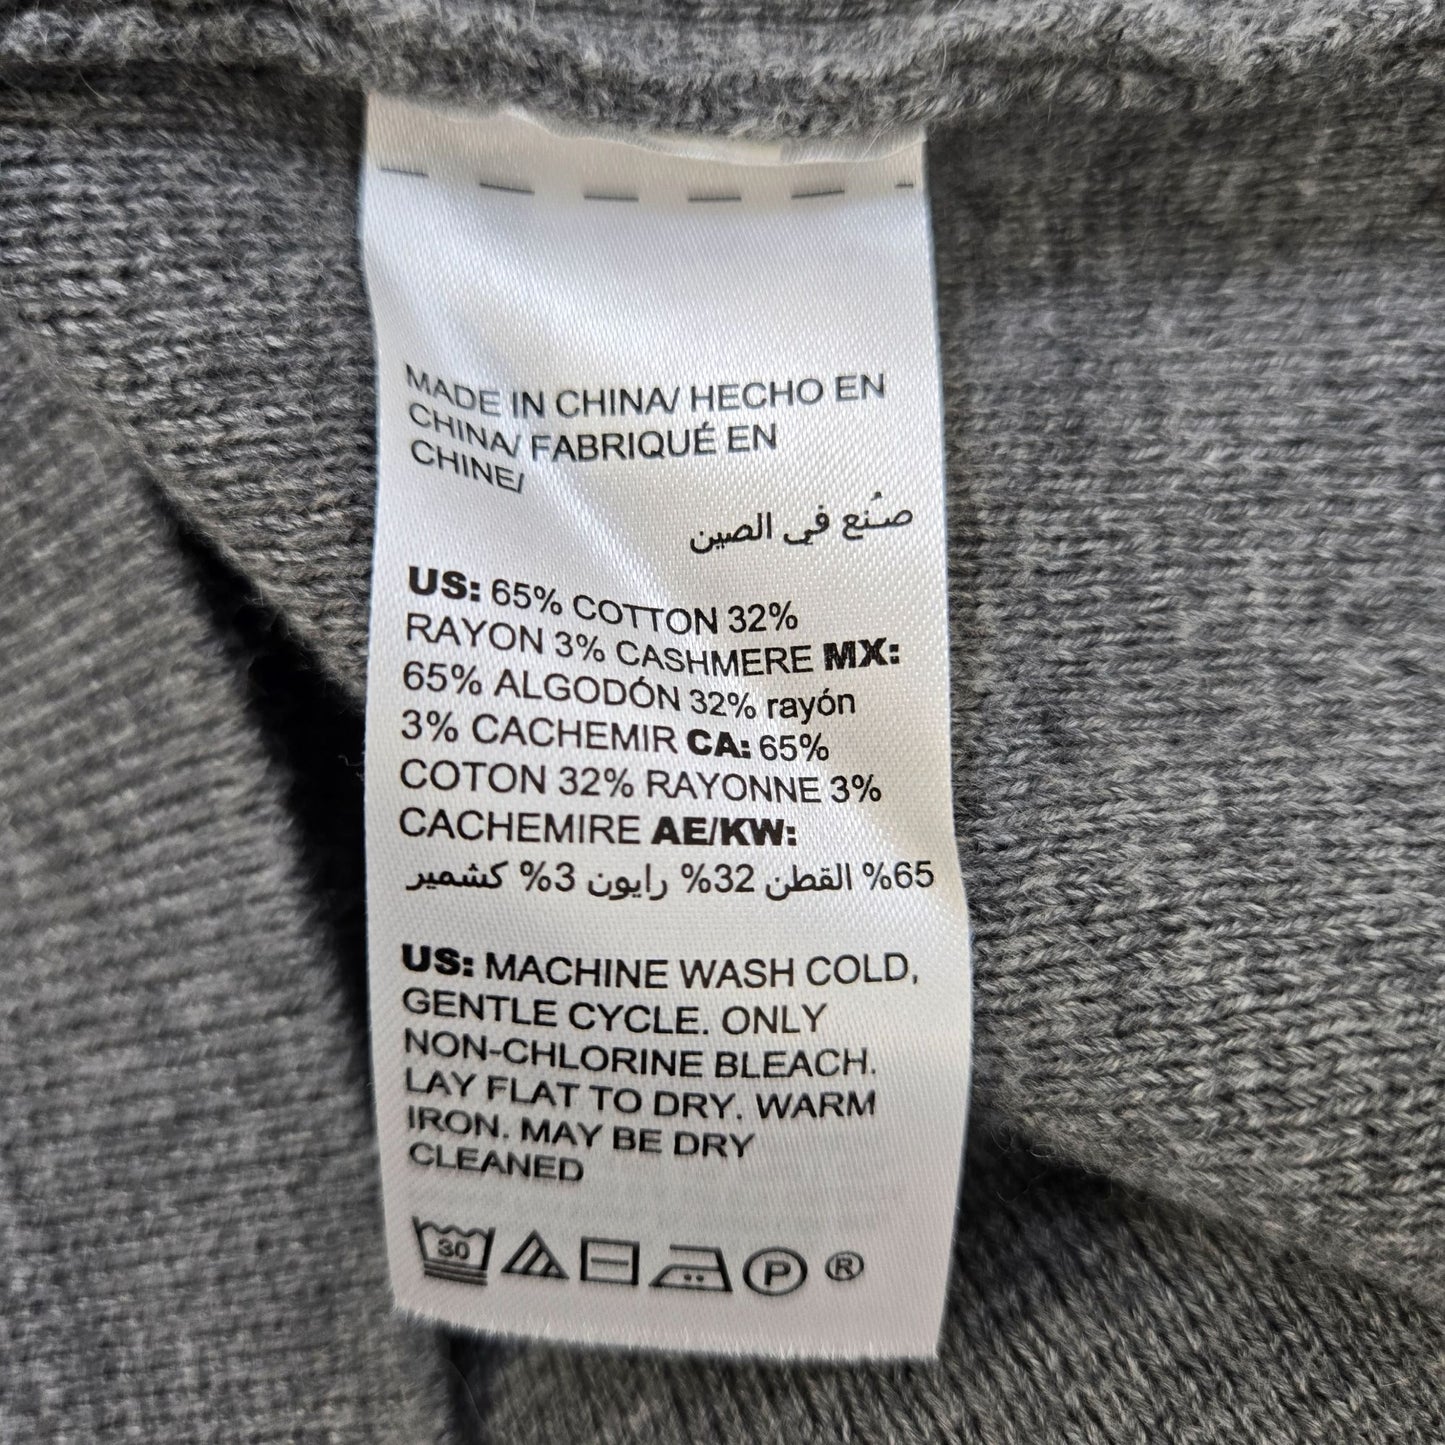 MADE IN CHINA/ HECHO EN
CHINA/ FABRIQUÉ EN
CHINE/
صُنع في الصين
US: 65% COTTON 32%
RAYON 3% CASHMERE MX:
65% ALGODÓN 32% rayón
3% CACHEMIR CA: 65%
COTON 32% RAYONNE 3%
CACHEMIRE AE/KW:
65% القطن 32% رايون 3% كشمير
US: MACHINE WASH COLD,
GENTLE CYCLE. ONLY
NON-CHLORINE BLEACH.
LAY FLAT TO DRY. WARM
IRON. MAY BE DRY
CLEANED
30 P ®